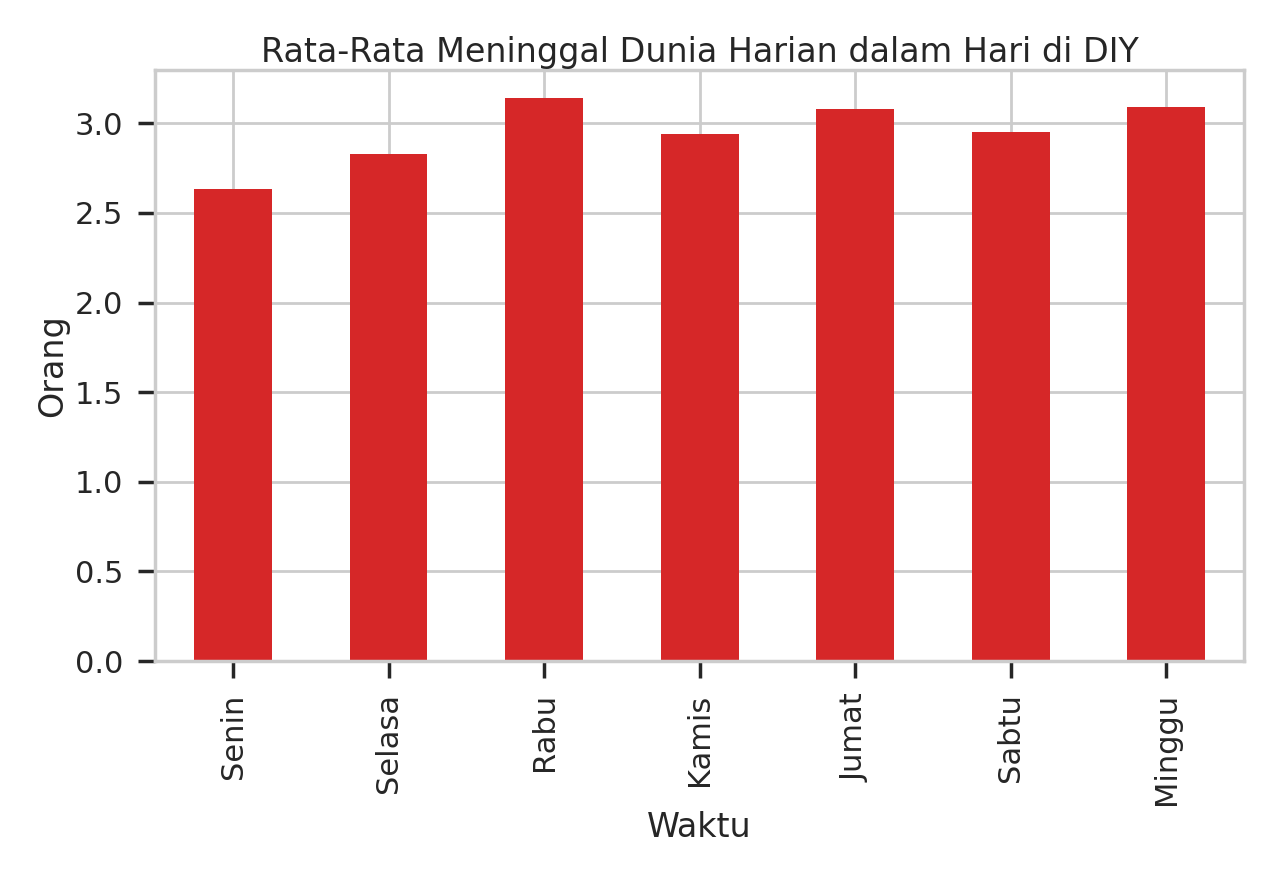 Rata-Rata Meninggal Dunia Harian dalam Hari di DIY
3.0
2.5
2.0
1.5
1.0
0.5
0.0
Orang
Senin
Selasa
Rabu
Kamis
Jumat
Sabtu
Minggu
Waktu